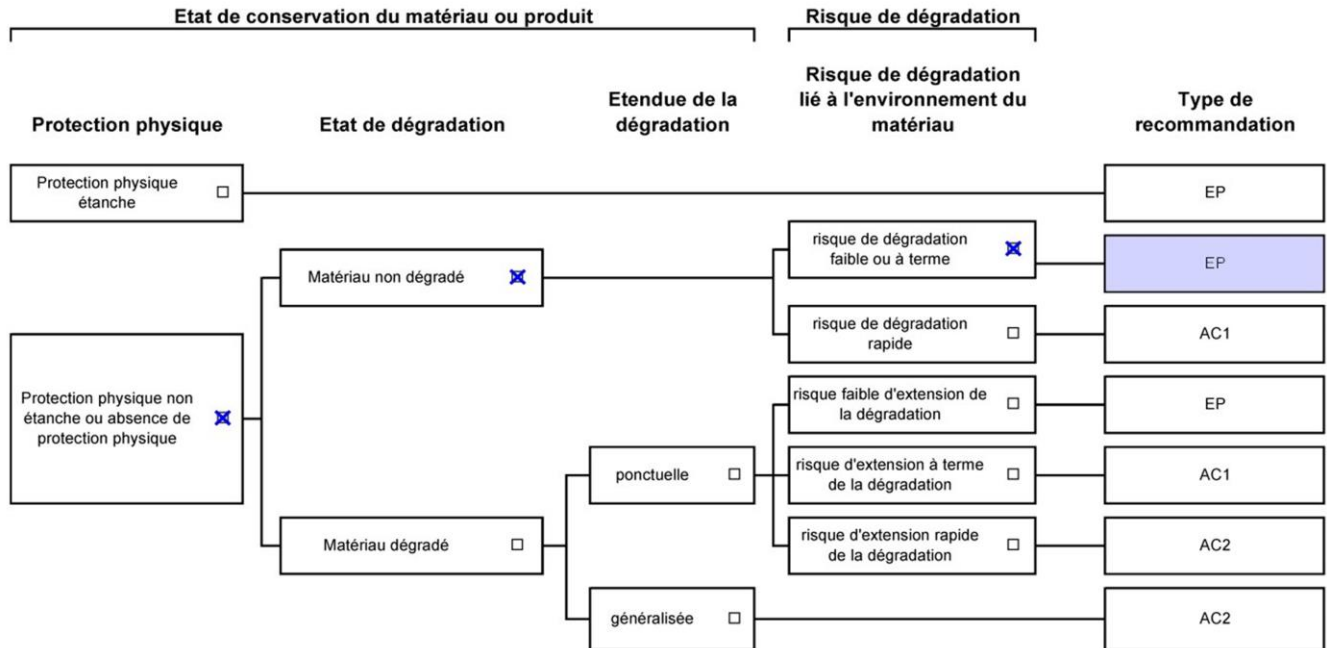 Etat de conservation du matériau ou produit
Risque de dégradation
Protection physique
Etat de dégradation
Etendue de la
dégradation
Risque de dégradation
lié à l'environnement du
matériau
Type de
recommandation
Protection physique
étanche
EP
risque de dégradation
faible ou à terme
EP
Matériau non dégradé
risque de dégradation
rapide
AC1
Protection physique non
étanche ou absence de
protection physique
risque faible d'extension de
la dégradation
EP
ponctuelle
risque d'extension à terme
de la dégradation
AC1
Matériau dégradé
risque d'extension rapide
de la dégradation
AC2
généralisée
AC2